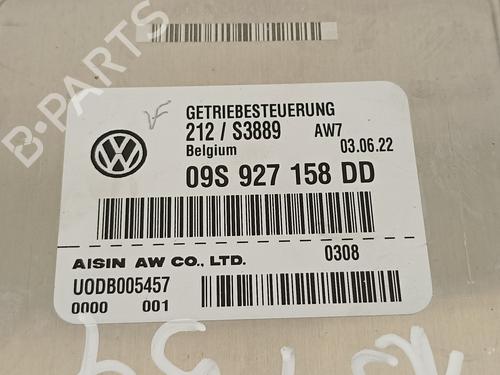 B-PARTS
VF
GETRIEBESTEUERUNG
212 / S3889 AW7
Belgium 03.06.22
09S 927 158 DD
AISIN AW CO., LTD. 0308
UODB005457
0000 001